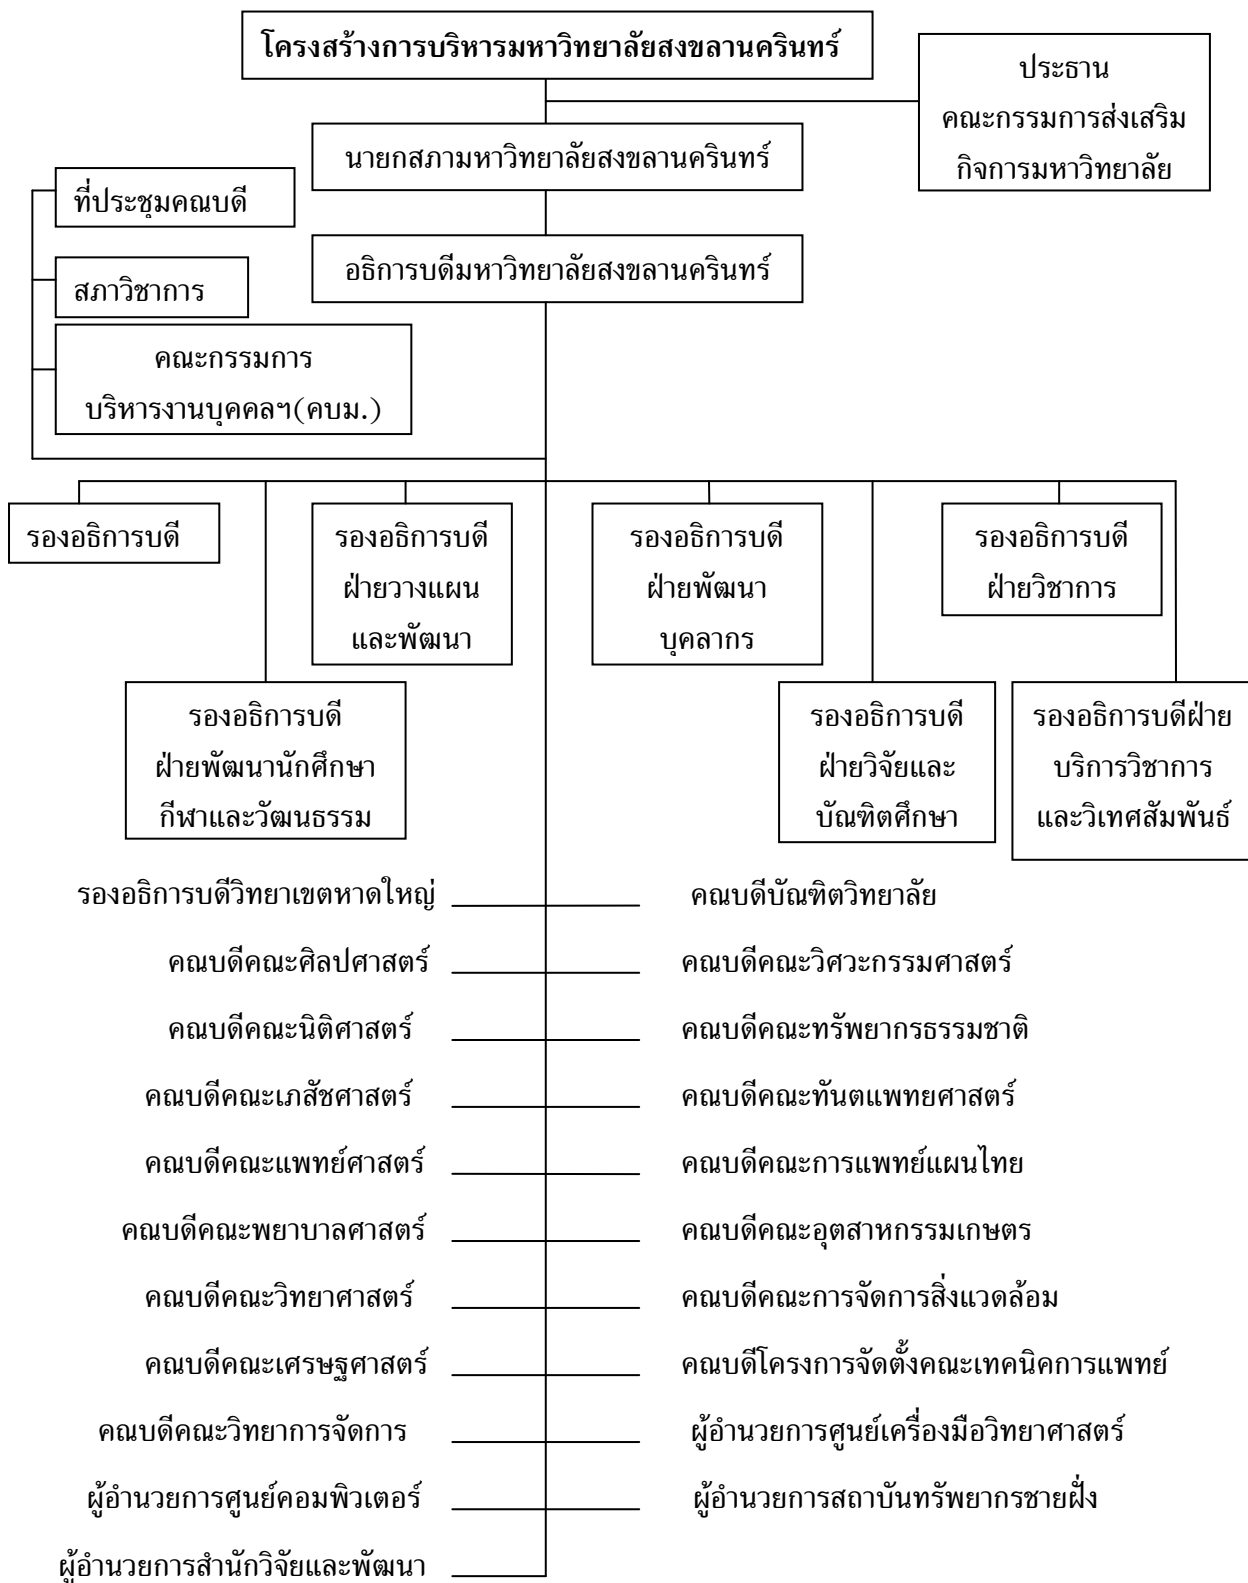 โครงสร้างการบริหารมหาวิทยาลัยสงขลานครินทร์
ประธาน
คณะกรรมการส่งเสริม
กิจการมหาวิทยาลัย
นายกสภามหาวิทยาลัยสงขลานครินทร์
ที่ประชุมคณบดี
อธิการบดีมหาวิทยาลัยสงขลานครินทร์
สภาวิชาการ
คณะกรรมการ
บริหารงานบุคคลฯ(คบม.)
รองอธิการบดี
รองอธิการบดี
ฝ่ายวางแผน
และพัฒนา
รองอธิการบดี
ฝ่ายพัฒนา
บุคลากร
รองอธิการบดี
ฝ่ายวิชาการ
รองอธิการบดี
ฝ่ายพัฒนานักศึกษา
กีฬาและวัฒนธรรม
รองอธิการบดี
ฝ่ายวิจัยและ
บัณฑิตศึกษา
รองอธิการบดีฝ่าย
บริการวิชาการ
และวิเทศสัมพันธ์
รองอธิการบดีวิทยาเขตหาดใหญ่
คณบดีบัณฑิตวิทยาลัย
คณบดีคณะศิลปศาสตร์
คณบดีคณะวิศวะกรรมศาสตร์
คณบดีคณะนิติศาสตร์
คณบดีคณะทรัพยากรธรรมชาติ
คณบดีคณะเภสัชศาสตร์
คณบดีคณะทันตแพทยศาสตร์
คณบดีคณะแพทย์ศาสตร์
คณบดีคณะการแพทย์แผนไทย
คณบดีคณะพยาบาลศาสตร์
คณบดีคณะอุตสาหกรรมเกษตร
คณบดีคณะวิทยาศาสตร์
คณบดีคณะการจัดการสิ่งแวดล้อม
คณบดีคณะเศรษฐศาสตร์
คณบดีโครงการจัดตั้งคณะเทคนิคการแพทย์
คณบดีคณะวิทยาการจัดการ
ผู้อำนวยการศูนย์เครื่องมือวิทยาศาสตร์
ผู้อำนวยการศูนย์คอมพิวเตอร์
ผู้อำนวยการสถาบันทรัพยากรชายฝั่ง
ผู้อำนวยการสำนักวิจัยและพัฒนา